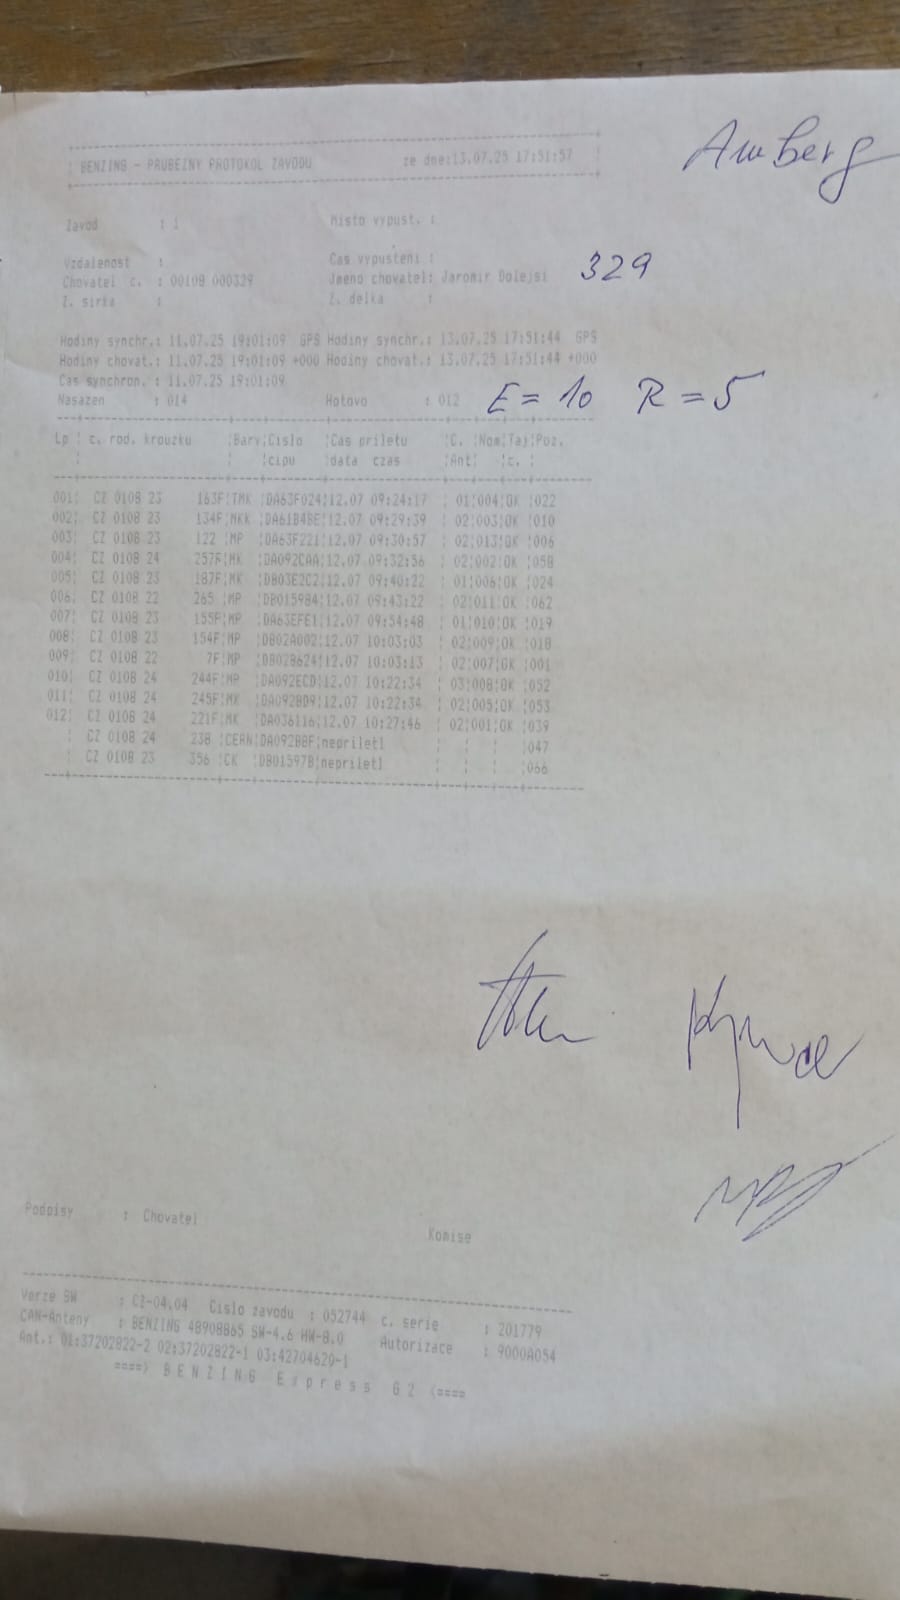 Amberg
BENZING - PRUBEZNY PROTOKOL ZAVODU ze dne:13.07.25 17:51:57
Zavod : 1 Misto vypust. :
Vzdalenost : Cas vypusteni :
Chovatel c. : 00108 000329 Jmeno chovatel: Jaromir Dolejsi 329
Z. sirka : Z. delka :
Hodiny synchr.: 11.07.25 19:01:09 GPS Hodiny synchr.: 13.07.25 17:51:44 GPS
Hodiny chovat.: 11.07.25 19:01:09 +000 Hodiny chovat.: 13.07.25 17:51:44 +000
Cas synchron. : 11.07.25 19:01:09
Nasazen : 014 Hotovo : 012 E = 10 R = 5
Lp ¦ c. rod. krouzku ¦Barv¦Cislo ¦Cas priletu ¦C. ¦Nom¦Taj¦Poz.
¦ ¦cipu ¦data czas ¦Ant¦ ¦c. ¦
001¦ CZ 0108 23 163F¦TMK ¦DA63F024¦12.07 09:24:17 ¦ 01¦004¦OK ¦022
002¦ CZ 0108 23 134F¦MKK ¦DA61B4BE¦12.07 09:29:39 ¦ 02¦003¦OK ¦010
003¦ CZ 0108 23 122 ¦MP ¦DA63F221¦12.07 09:30:57 ¦ 02¦013¦OK ¦006
004¦ CZ 0108 24 257F¦MK ¦DA092CAA¦12.07 09:32:56 ¦ 02¦002¦OK ¦058
005¦ CZ 0108 23 187F¦MK ¦DB03E2C2¦12.07 09:40:22 ¦ 01¦006¦OK ¦024
006¦ CZ 0108 22 265 ¦MP ¦DB015984¦12.07 09:43:22 ¦ 02¦011¦OK ¦062
007¦ CZ 0108 23 155F¦MP ¦DA63EFE1¦12.07 09:54:48 ¦ 01¦010¦OK ¦019
008¦ CZ 0108 23 154F¦MP ¦DB02A002¦12.07 10:03:03 ¦ 02¦009¦OK ¦018
009¦ CZ 0108 22 7F¦MP ¦DB028624¦12.07 10:03:13 ¦ 02¦007¦OK ¦001
010¦ CZ 0108 24 244F¦MP ¦DA092ECD¦12.07 10:22:34 ¦ 03¦008¦OK ¦052
011¦ CZ 0108 24 245F¦MK ¦DA092BD9¦12.07 10:22:34 ¦ 02¦005¦OK ¦053
012¦ CZ 0108 24 221F¦MK ¦DA036116¦12.07 10:27:46 ¦ 02¦001¦OK ¦039
¦ CZ 0108 24 238 ¦CERN¦DA092BBF¦nepriletl ¦ ¦ ¦ ¦047
¦ CZ 0108 23 356 ¦CK ¦DB01597B¦nepriletl ¦ ¦ ¦ ¦066
Podpisy : Chovatel Komise
Verze SW : CZ-04.04 Cislo zavodu : 052744 c. serie : 201779
CAN-Anteny : BENZING 48908865 SW-4.6 HW-8.0 Autorizace : 9000A054
Ant.: 01:37202822-2 02:37202822-1 03:42704620-1
====> BENZING Express G2 <====